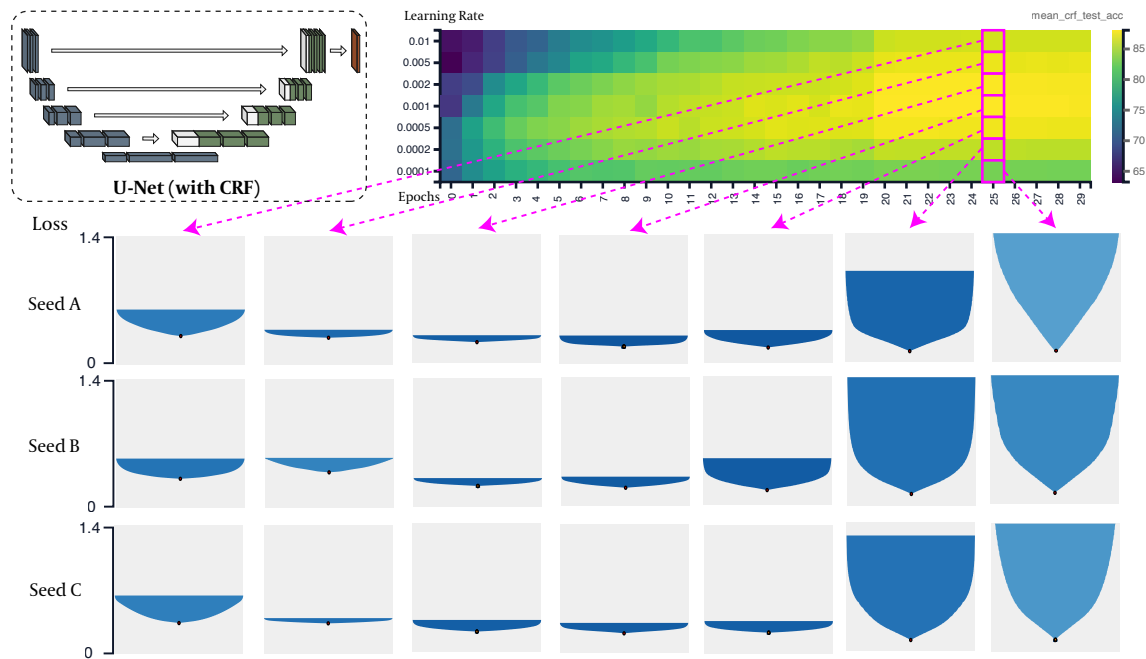 U-Net (with CRF)
Learning Rate
mean_crf_test_acc
0.01
0.005
0.002
0.001
0.0005
0.0002
0.0001
85
80
75
70
65
Epochs
0 1 2 3 4 5 6 7 8 9 10 11 12 13 14 15 16 17 18 19 20 21 22 23 24 25 26 27 28 29
Loss
1.4
Seed A
0
1.4
Seed B
0
1.4
Seed C
0